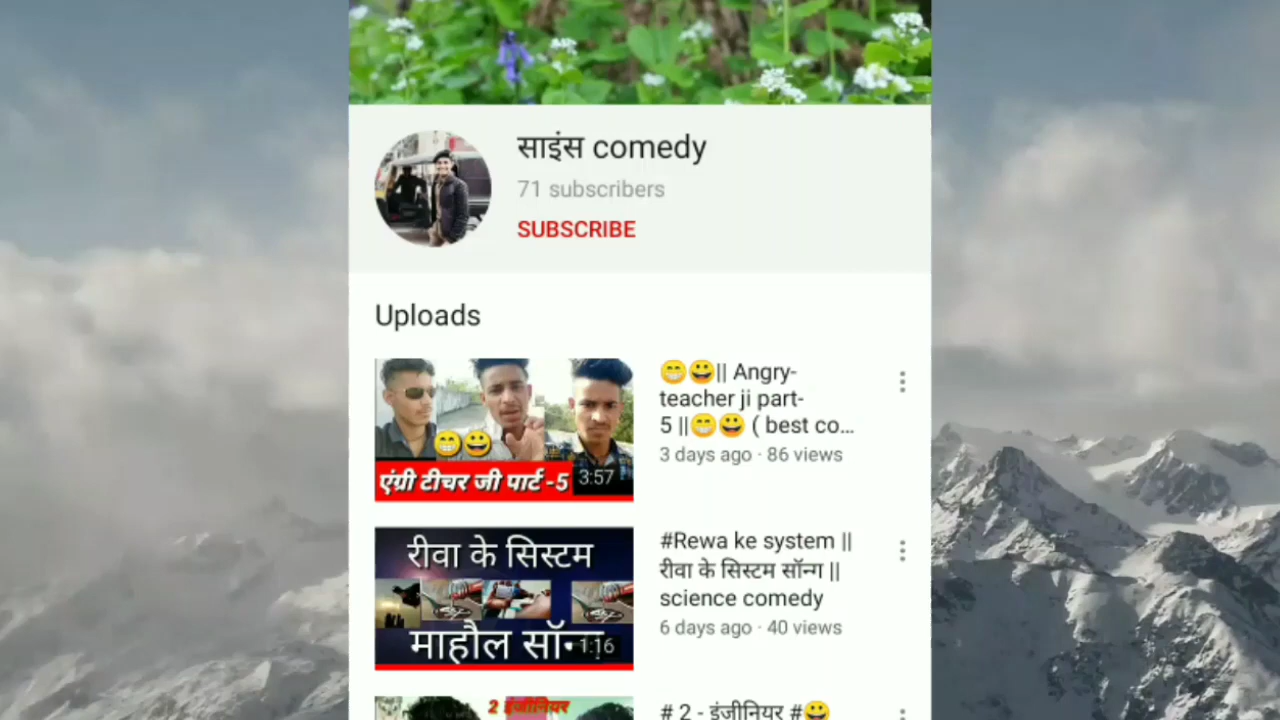 साइंस comedy
71 subscribers
SUBSCRIBE
Uploads
😁😀|| Angry-
teacher ji part-
5 ||😁😀 ( best co...
3 days ago · 86 views
एंग्री टीचर जी पार्ट -5
3:57
#Rewa ke system ||
रीवा के सिस्टम सॉन्ग ||
science comedy
6 days ago · 40 views
रीवा के सिस्टम
माहौल
1:16
2 इंजीनियर
# 2 - इंजीनियर #😀